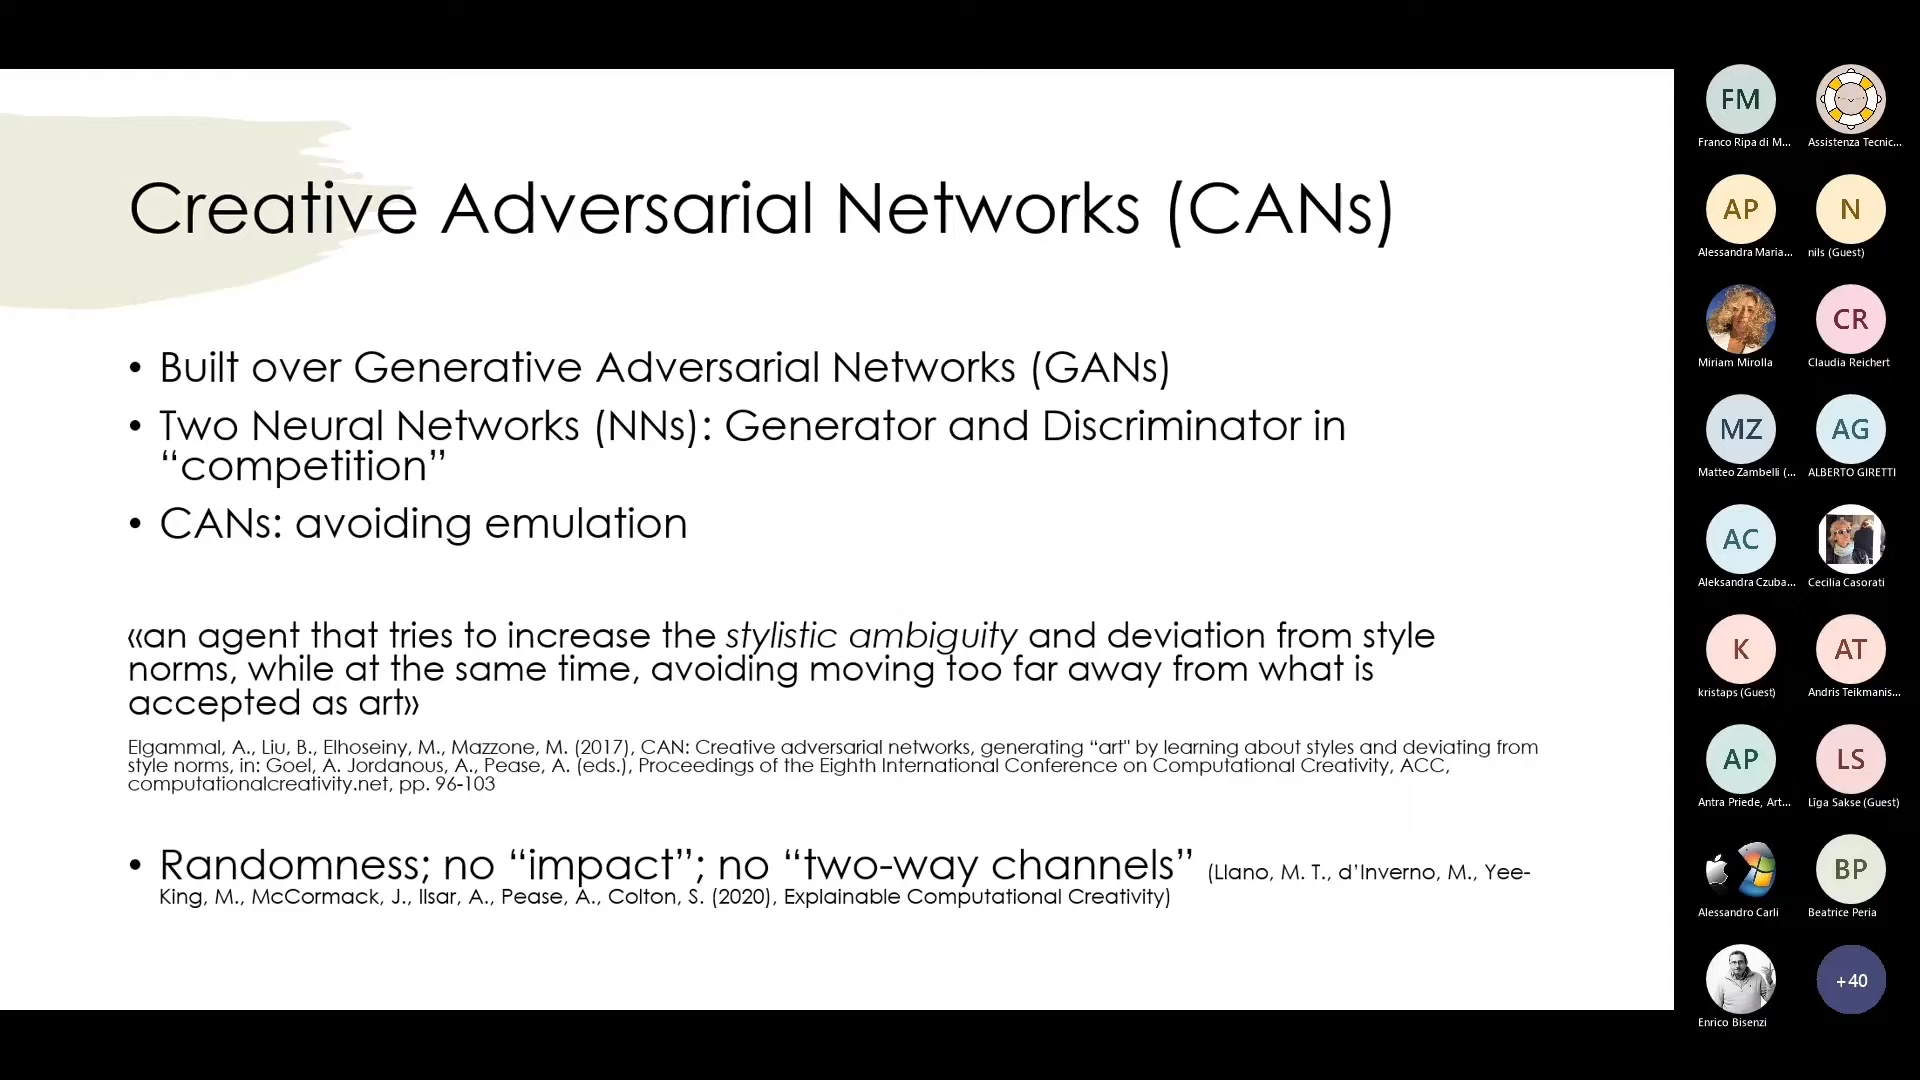 Creative Adversarial Networks (CANs)
• Built over Generative Adversarial Networks (GANs)
• Two Neural Networks (NNs): Generator and Discriminator in
“competition”
• CANs: avoiding emulation
«an agent that tries to increase the stylistic ambiguity and deviation from style
norms, while at the same time, avoiding moving too far away from what is
accepted as art»
Elgammal, A., Liu, B., Elhoseiny, M., Mazzone, M. (2017), CAN: Creative adversarial networks, generating “art" by learning about styles and deviating from
style norms, in: Goel, A. Jordanous, A., Pease, A. (eds.), Proceedings of the Eighth International Conference on Computational Creativity, ACC,
computationalcreativity.net, pp. 96-103
• Randomness; no “impact”; no “two-way channels” (Llano, M. T., d’Inverno, M., Yee-
King, M., McCormack, J., Ilsar, A., Pease, A., Colton, S. (2020), Explainable Computational Creativity)
FM
Franco Ripa di M... Assistenza Tecnic...
AP N
Alessandra Maria... nils (Guest)
CR
Miriam Mirolla Claudia Reichert
MZ AG
Matteo Zambelli (... ALBERTO GIRETTI
AC
Aleksandra Czuba... Cecilia Casorati
K AT
kristaps (Guest) Andris Teikmanis...
AP LS
Antra Priede, Art... Līga Sakse (Guest)
BP
Alessandro Carli Beatrice Peria
+40
Enrico Bisenzi